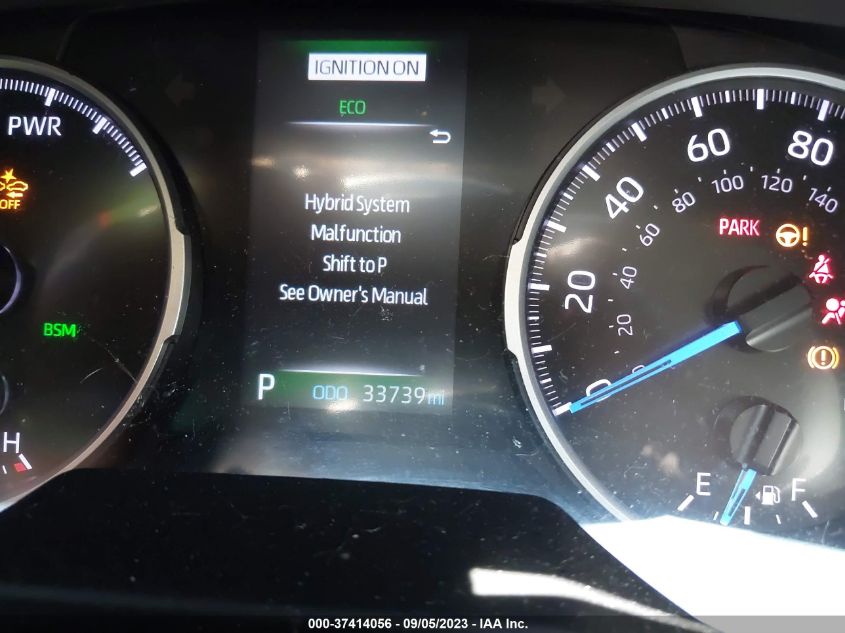 IGNITION ON
ECO
PWR
OFF
Hybrid System
Malfunction
Shift to P
See Owner's Manual
BSM
P ODO 33739 mi
H
0 20 40 60 80
20 40 60 80 100 120 140
PARK
E F
000-37414056 - 09/05/2023 - IAA Inc.